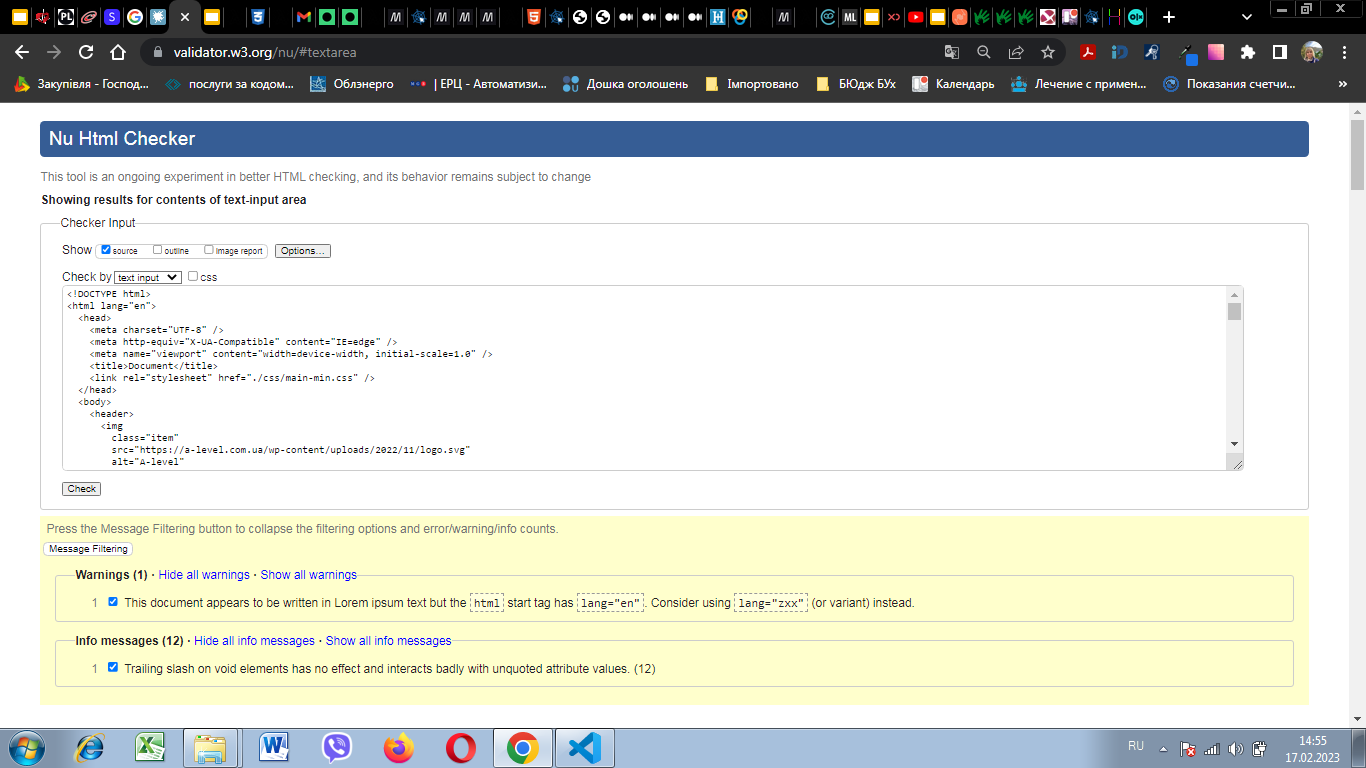 validator.w3.org/nu/#textarea
Закупівля - Господ...
послуги за кодом...
Облэнерго
| ЕРЦ - Автоматизи...
Дошка оголошень
Імпортовано
БЮдж БУх
Календарь
Лечение с примен...
Показания счетчи...
Nu Html Checker
This tool is an ongoing experiment in better HTML checking, and its behavior remains subject to change
Showing results for contents of text-input area
Checker Input
Show source outline image report Options...
Check by text input css
<!DOCTYPE html>
<html lang="en">
<head>
<meta charset="UTF-8" />
<meta http-equiv="X-UA-Compatible" content="IE=edge" />
<meta name="viewport" content="width=device-width, initial-scale=1.0" />
<title>Document</title>
<link rel="stylesheet" href="./css/main-min.css" />
</head>
<body>
<header>
<img
class="item"
src="https://a-level.com.ua/wp-content/uploads/2022/11/logo.svg"
alt="A-level"
Check
Press the Message Filtering button to collapse the filtering options and error/warning/info counts.
Message Filtering
Warnings (1) · Hide all warnings · Show all warnings
1 This document appears to be written in Lorem ipsum text but the html start tag has lang="en". Consider using lang="zxx" (or variant) instead.
Info messages (12) · Hide all info messages · Show all info messages
1 Trailing slash on void elements has no effect and interacts badly with unquoted attribute values. (12)
RU
14:55
17.02.2023